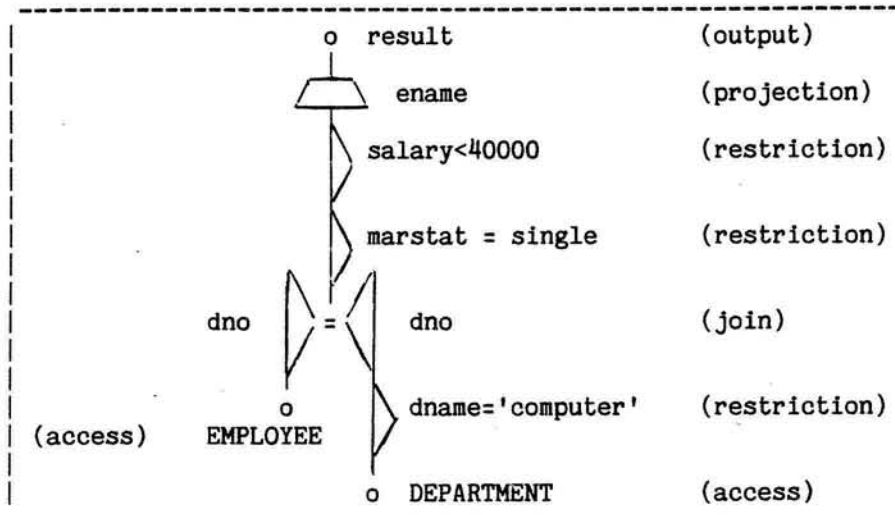 o result (output)
ename (projection)
salary<40000 (restriction)
marstat = single (restriction)
dno = dno (join)
o dname='computer' (restriction)
(access) EMPLOYEE
o DEPARTMENT (access)